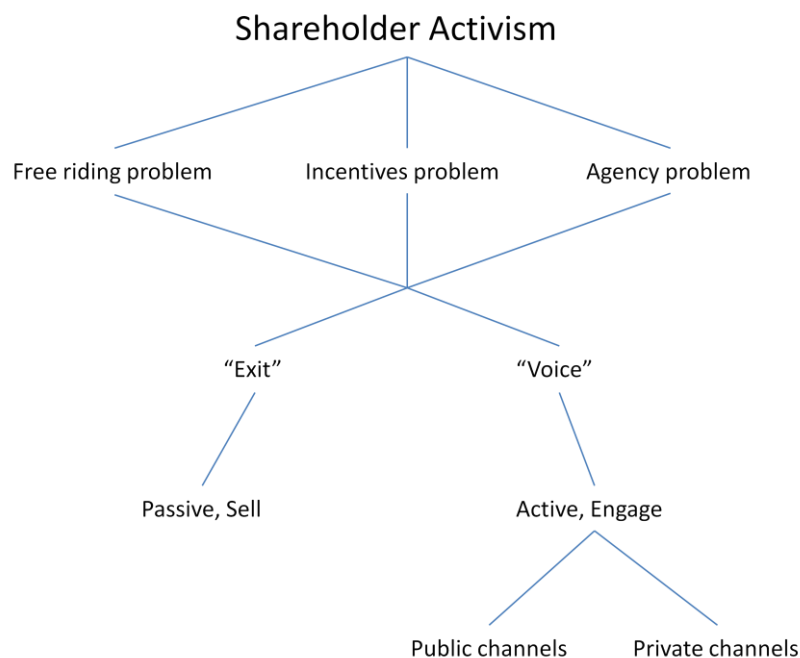 Shareholder Activism
Free riding problem
Incentives problem
Agency problem
“Exit”
“Voice”
Passive, Sell
Active, Engage
Public channels
Private channels